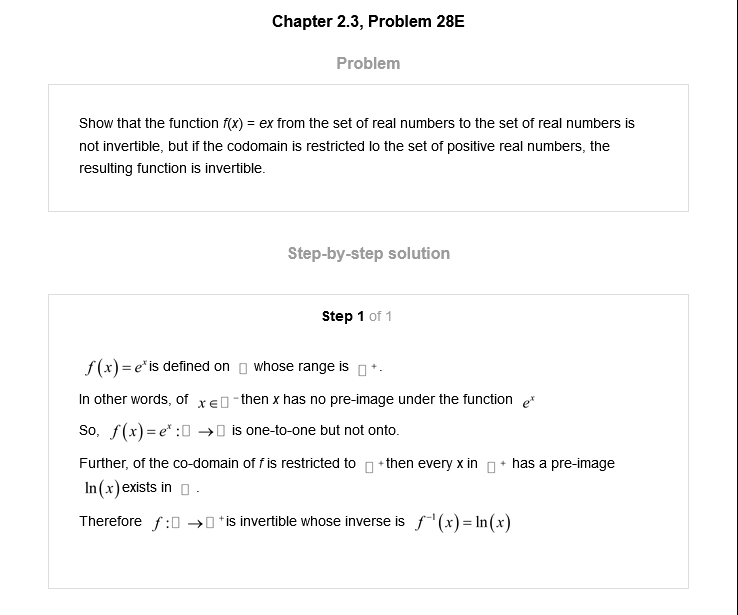 Chapter 2.3, Problem 28E
Problem
Show that the function f(x) = ex from the set of real numbers to the set of real numbers is
not invertible, but if the codomain is restricted lo the set of positive real numbers, the
resulting function is invertible.
Step-by-step solution
Step 1 of 1
f(x)=eˣ is defined on ▯ whose range is ▯⁺.
In other words, of x∈▯⁻ then x has no pre-image under the function eˣ
So, f(x)=eˣ :▯ →▯ is one-to-one but not onto.
Further, of the co-domain of f is restricted to ▯⁺ then every x in ▯⁺ has a pre-image
ln(x) exists in ▯ .
Therefore f :▯ →▯⁺ is invertible whose inverse is f⁻¹(x)=ln(x)